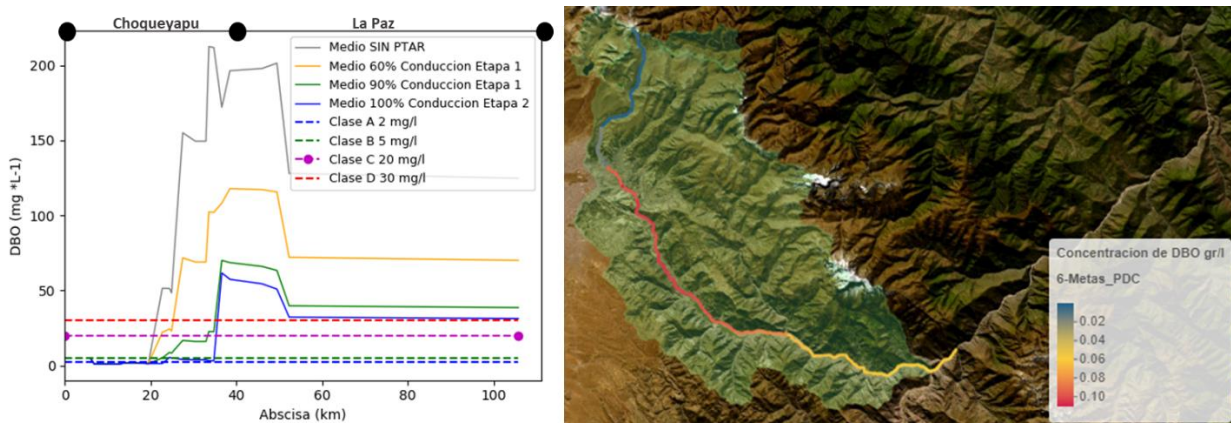 Choqueyapu
La Paz
Medio SIN PTAR
Medio 60% Conduccion Etapa 1
Medio 90% Conduccion Etapa 1
Medio 100% Conduccion Etapa 2
Clase A 2 mg/l
Clase B 5 mg/l
Clase C 20 mg/l
Clase D 30 mg/l
DBO (mg *L-1)
200
150
100
50
0
0
20
40
60
80
100
Abscisa (km)
Concentracion de DBO gr/l
6-Metas_PDC
0.02
0.04
0.06
0.08
0.10